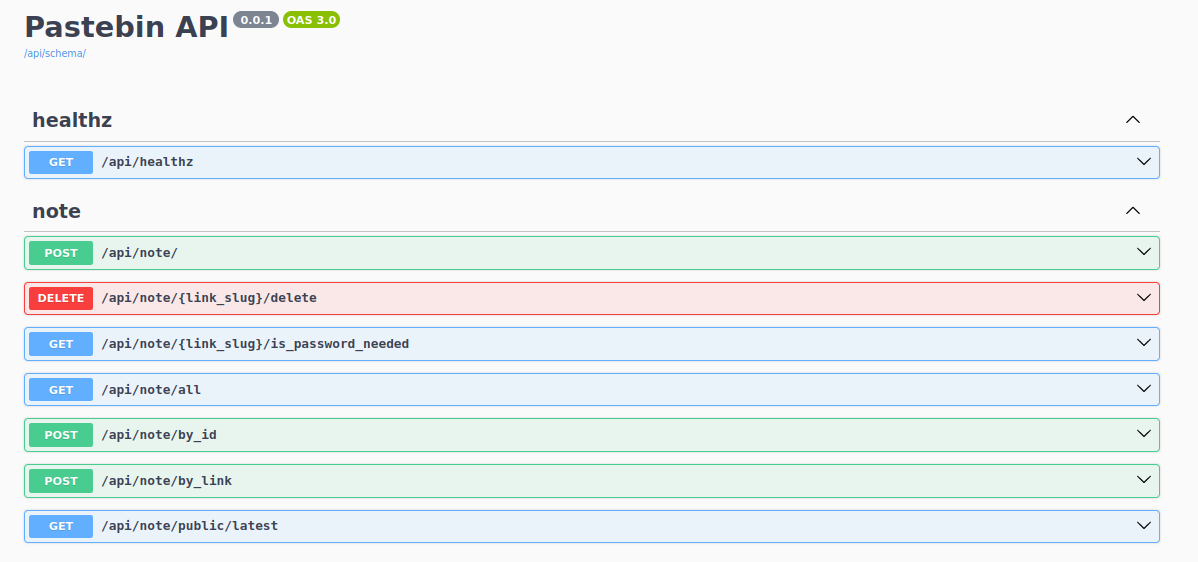 Pastebin API 0.0.1 OAS 3.0
/api/schema/
healthz
GET /api/healthz
note
POST /api/note/
DELETE /api/note/{link_slug}/delete
GET /api/note/{link_slug}/is_password_needed
GET /api/note/all
POST /api/note/by_id
POST /api/note/by_link
GET /api/note/public/latest